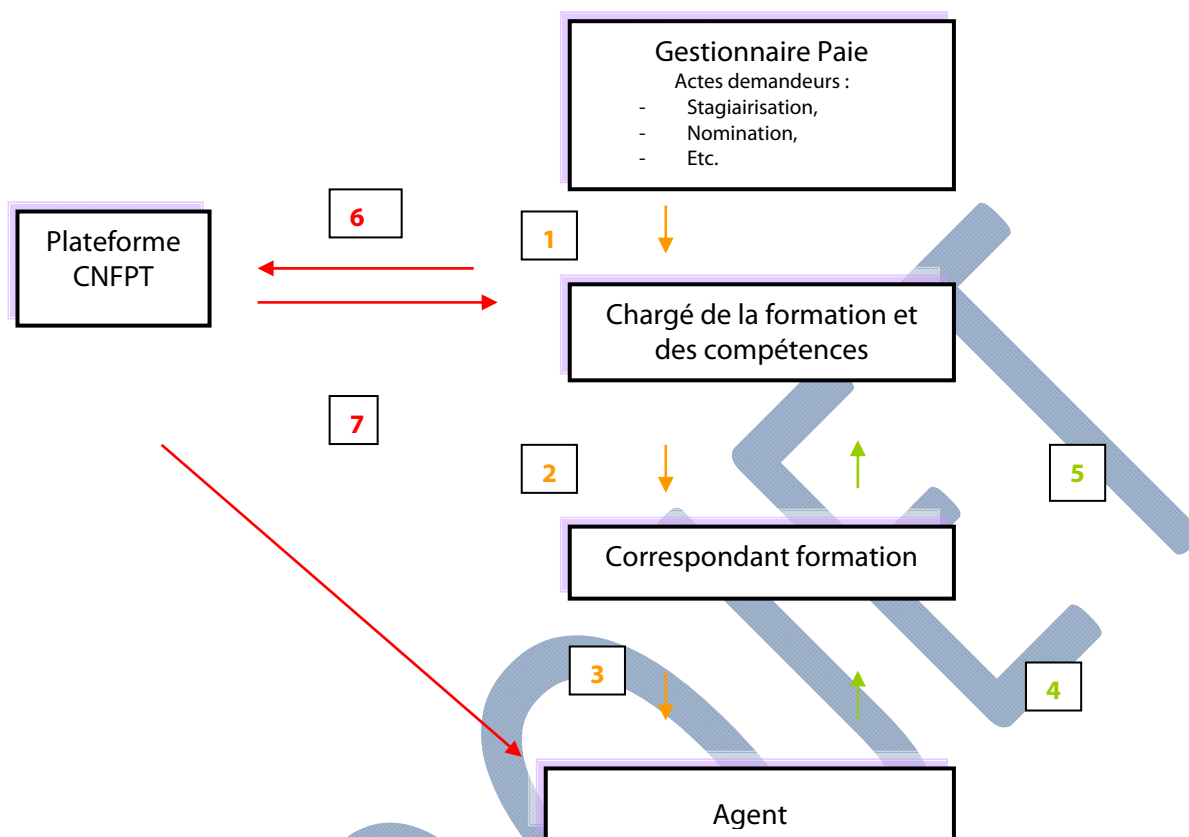 Gestionnaire Paie
Actes demandeurs :
- Stagiairisation,
- Nomination,
- Etc.
6
1
Plateforme
CNFPT
Chargé de la formation et
des compétences
7
2
5
Correspondant formation
3
4
Agent